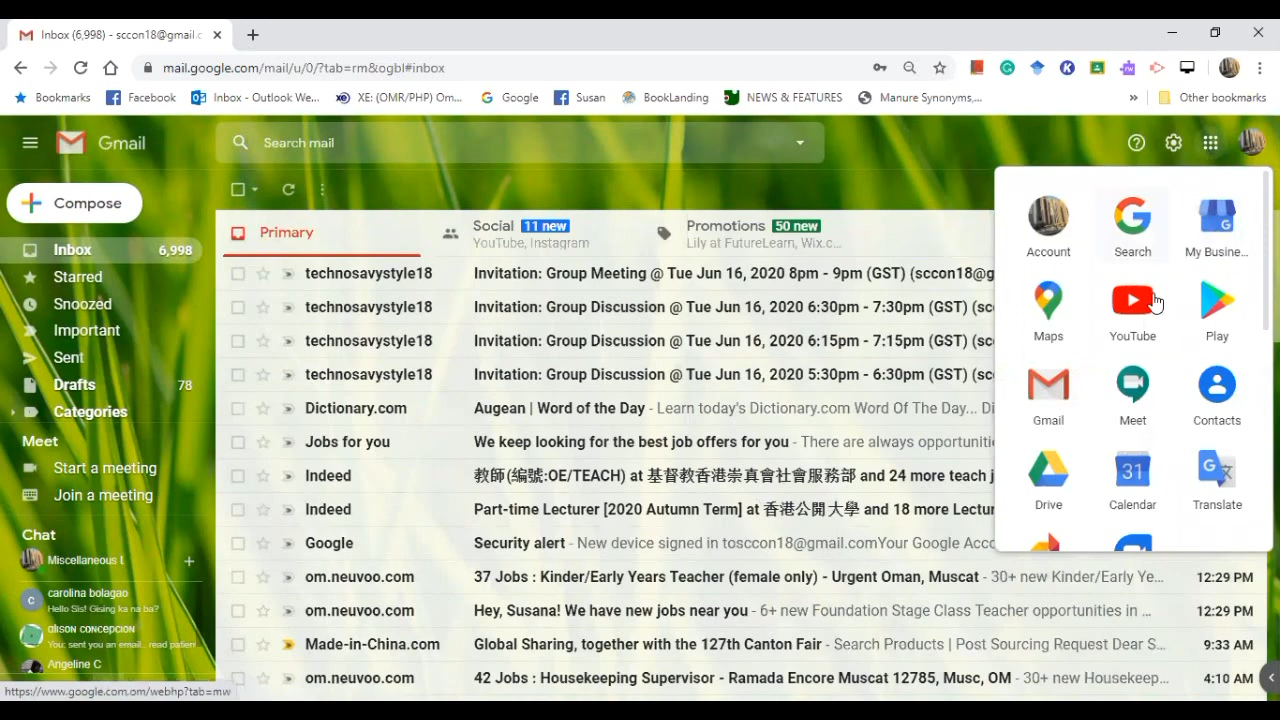 Inbox (6,998) - sccon18@gmail.c
mail.google.com/mail/u/0/?tab=rm&ogbl#inbox
Bookmarks Facebook Inbox - Outlook We... XE: (OMR/PHP) Om... Google Susan BookLanding NEWS & FEATURES Manure Synonyms,... » Other bookmarks
Gmail
Search mail
Compose
Inbox 6,998
Starred
Snoozed
Important
Sent
Drafts 78
Categories
Meet
Start a meeting
Join a meeting
Chat
Miscellaneous
carolina bolagao
Hello Sis! Gising ka na ba?
alison concepcion
You: sent you an email.. read patien
Angeline C
Primary
Social 11 new
YouTube, Instagram
Promotions 50 new
Lily at FutureLearn, Wix.c...
technosavystyle18 Invitation: Group Meeting @ Tue Jun 16, 2020 8pm - 9pm (GST) (sccon18@g
technosavystyle18 Invitation: Group Discussion @ Tue Jun 16, 2020 6:30pm - 7:30pm (GST) (sc
technosavystyle18 Invitation: Group Discussion @ Tue Jun 16, 2020 6:15pm - 7:15pm (GST) (sc
technosavystyle18 Invitation: Group Discussion @ Tue Jun 16, 2020 5:30pm - 6:30pm (GST) (sc
Dictionary.com Augean | Word of the Day - Learn today's Dictionary.com Word Of The Day... Di
Jobs for you We keep looking for the best job offers for you - There are always opportuniti
Indeed 教師(編號:OE/TEACH) at 基督教香港崇真會社會服務部 and 24 more teach j
Indeed Part-time Lecturer [2020 Autumn Term] at 香港公開大學 and 18 more Lectur
Google Security alert - New device signed in tosccon18@gmail.comYour Google Acco
om.neuvoo.com 37 Jobs : Kinder/Early Years Teacher (female only) - Urgent Oman, Muscat - 30+ new Kinder/Early Ye... 12:29 PM
om.neuvoo.com Hey, Susana! We have new jobs near you - 6+ new Foundation Stage Class Teacher opportunities in ... 12:29 PM
Made-in-China.com Global Sharing, together with the 127th Canton Fair - Search Products | Post Sourcing Request Dear S... 9:33 AM
om.neuvoo.com 42 Jobs : Housekeeping Supervisor - Ramada Encore Muscat 12785, Musc, OM - 30+ new Housekeep... 4:10 AM
Account Search My Busine...
Maps YouTube Play
Gmail Meet Contacts
31
Drive Calendar Translate
https://www.google.com.om/webhp?tab=mw